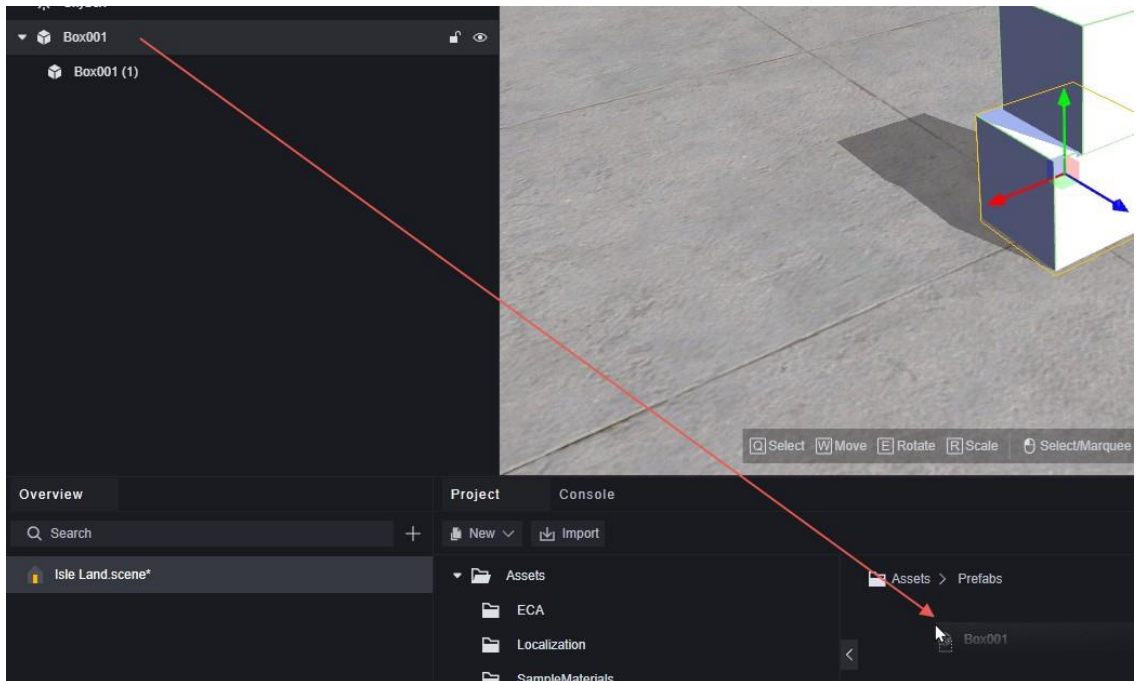 Box001
Box001 (1)
Q Select W Move E Rotate R Scale Select/Marquee
Overview
Project Console
Search
New Import
Isle Land.scene*
Assets
Assets > Prefabs
ECA
Box001
Localization
SampleMaterials